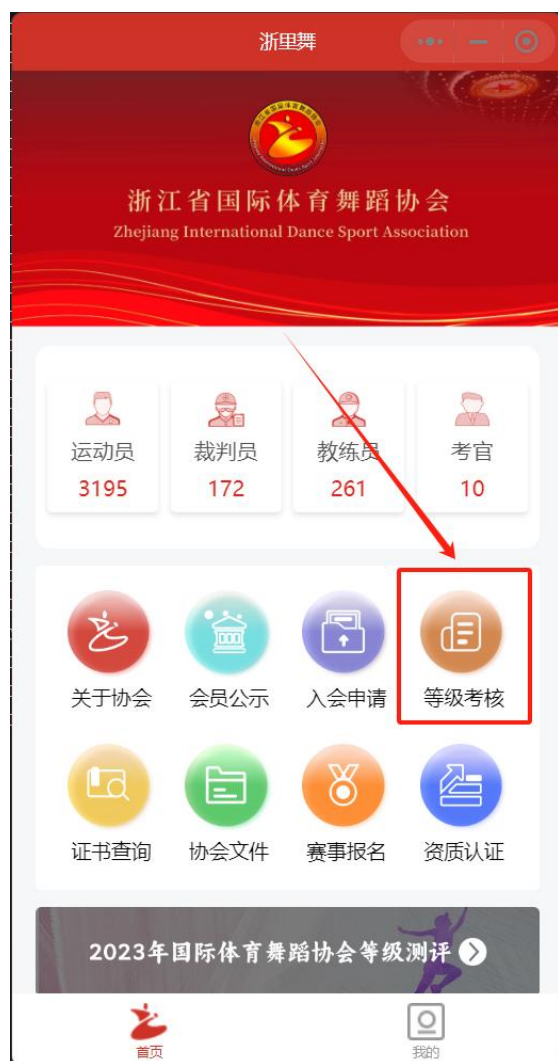 浙里舞
浙江省国际体育舞蹈协会
Zhejiang International Dance Sport Association
运动员 裁判员 教练员 考官
3195 172 261 10
关于协会 会员公示 入会申请 等级考核
证书查询 协会文件 赛事报名 资质认证
2023年国际体育舞蹈协会等级测评
首页 我的